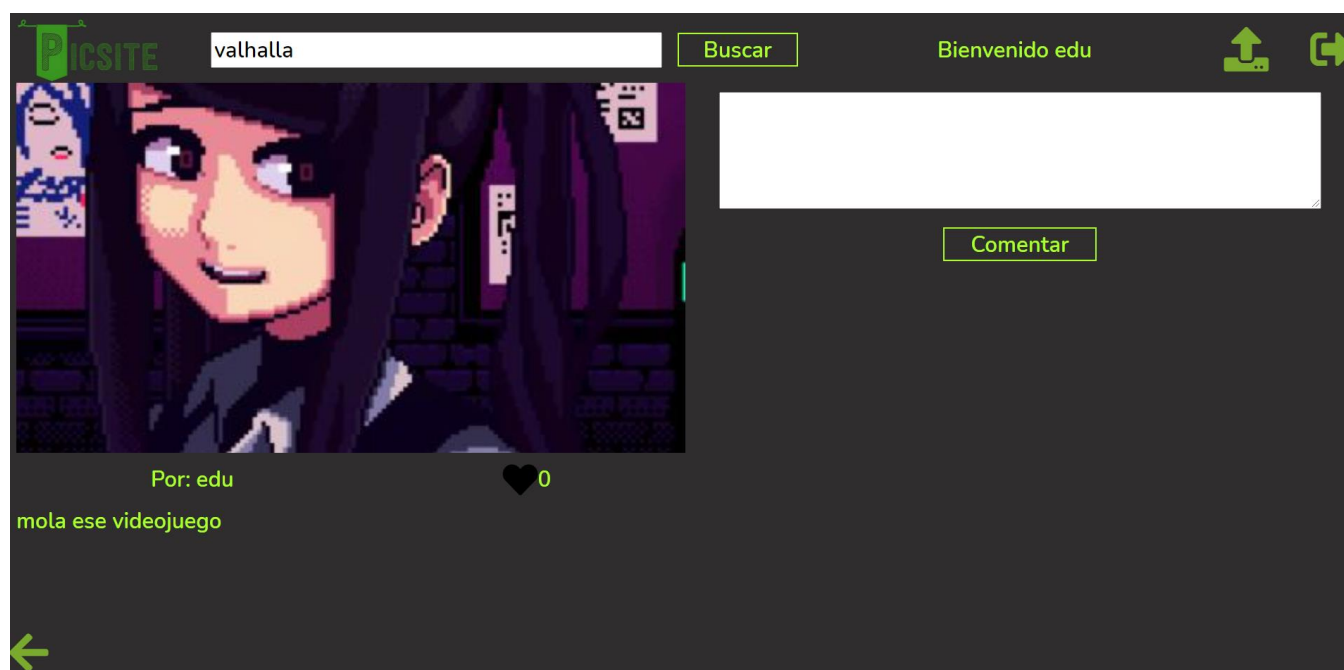 PICSITE
valhalla
Buscar
Bienvenido edu
Comentar
Por: edu
0
mola ese videojuego